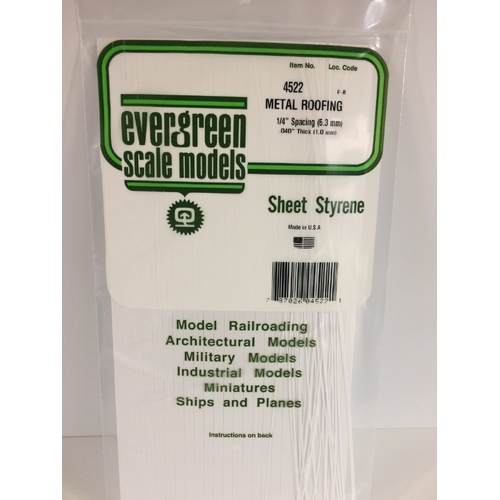 Item No. Loc. Code
4522 F-8
METAL ROOFING
1/4" Spacing (6.3 mm)
.040" Thick (1.0 mm)
evergreen
scale models
Sheet Styrene
Made in U.S.A
Model Railroading
Architectural Models
Military Models
Industrial Models
Miniatures
Ships and Planes
Instructions on back